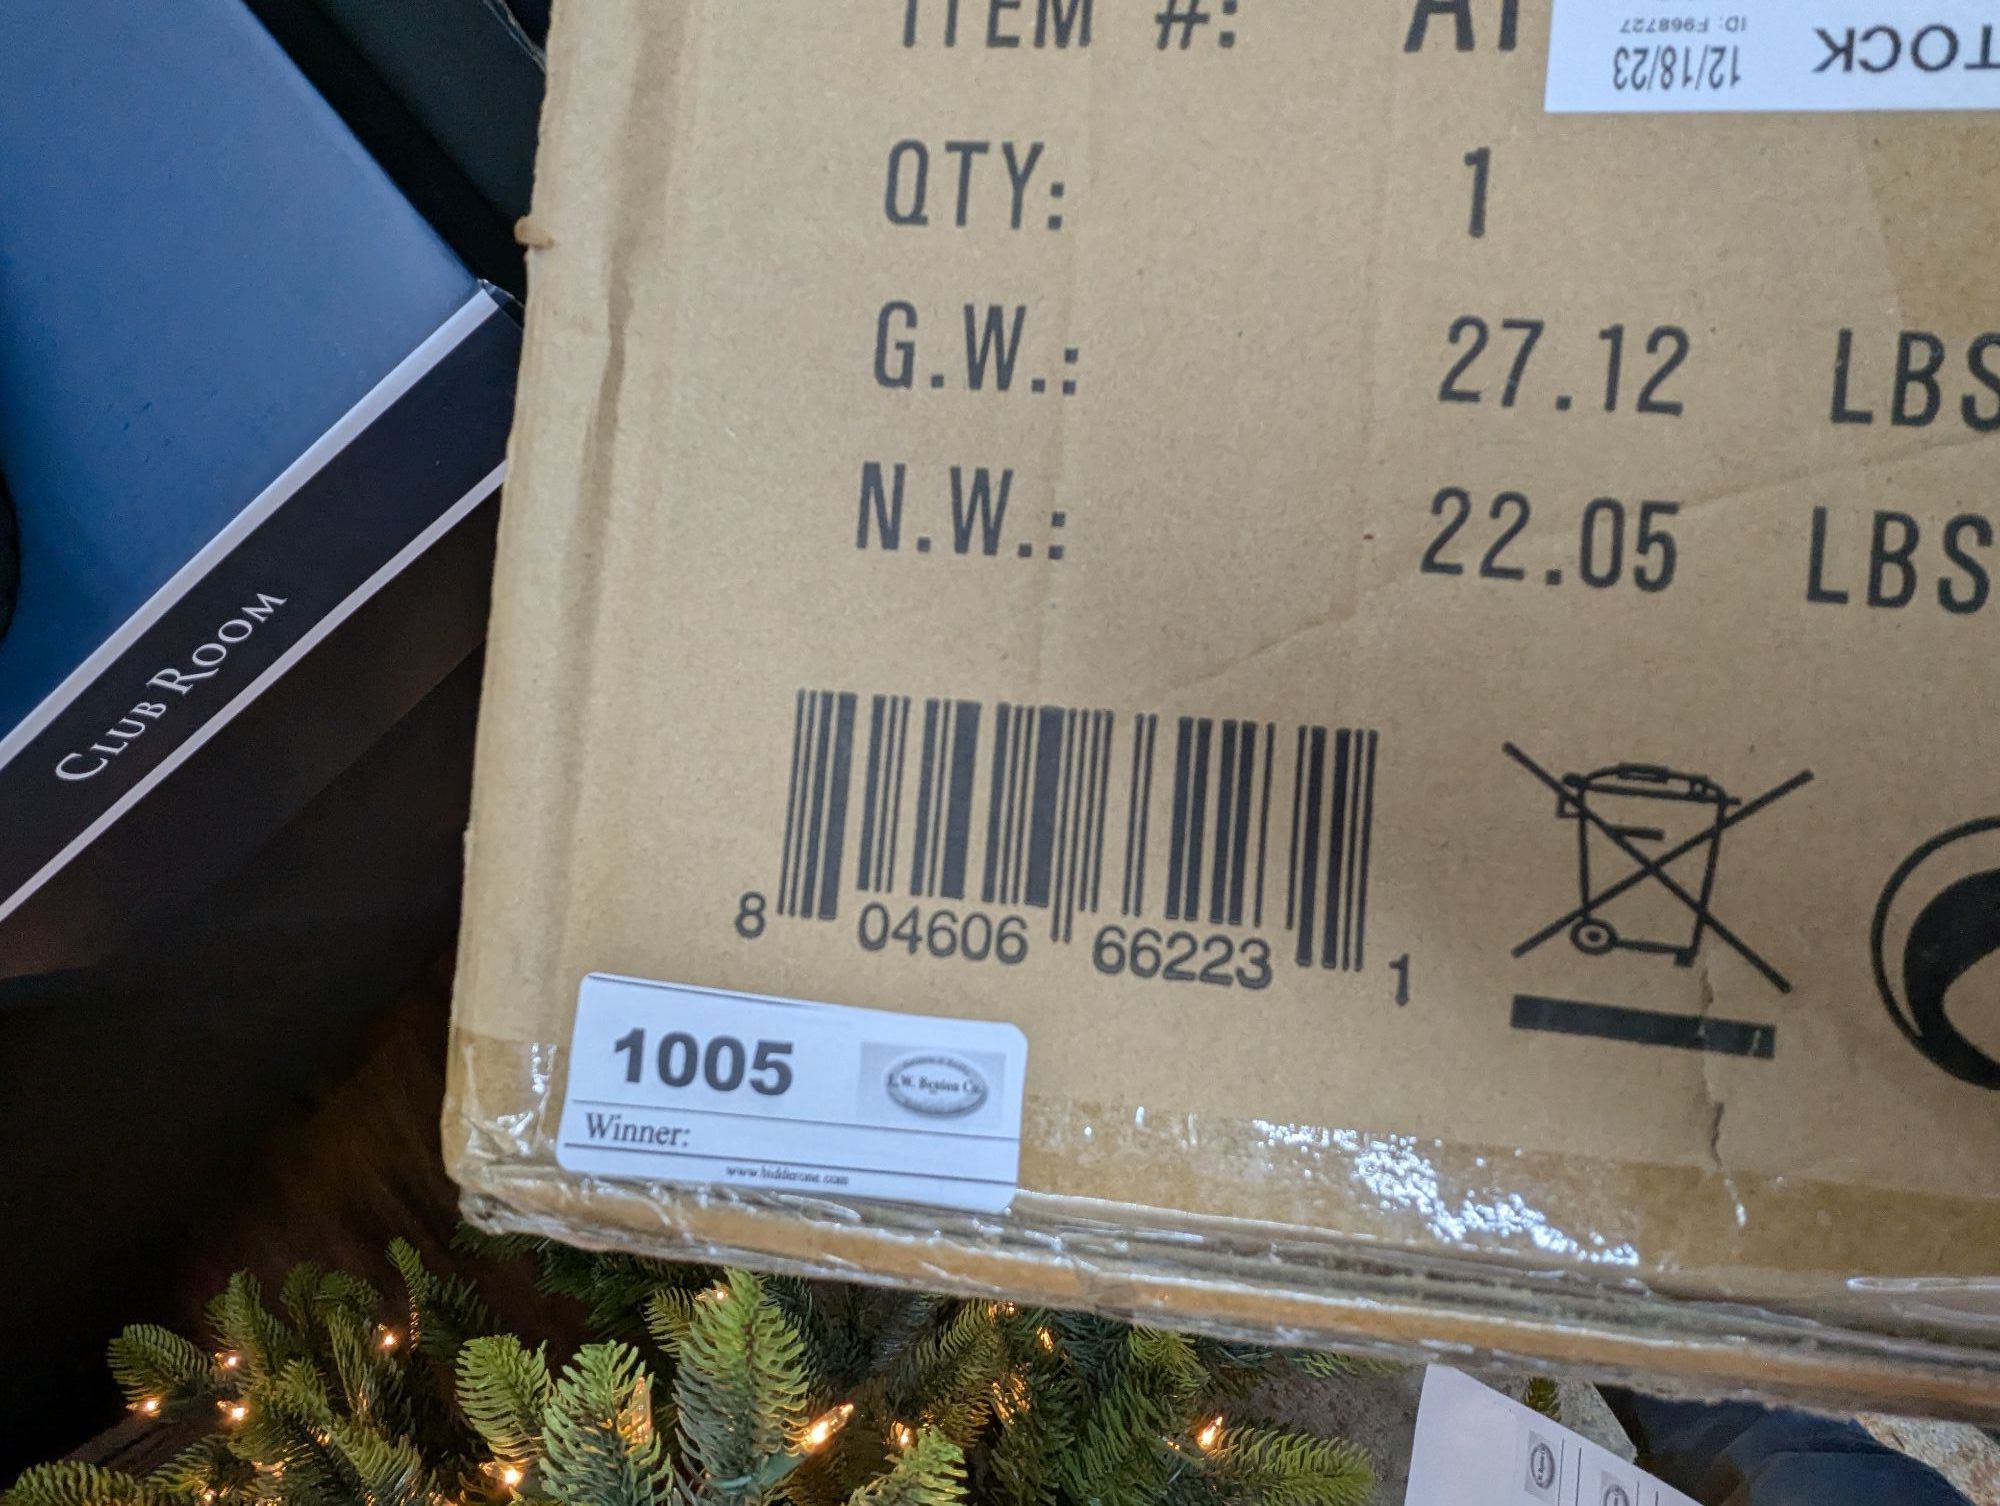 ITEM #:
ID: F968727
12/18/23
TOCK
QTY: 1
G.W.: 27.12 LBS
N.W.: 22.05 LBS
CLUB ROOM
8 04606 66223 1
1005
Winner:
www.bidderone.com